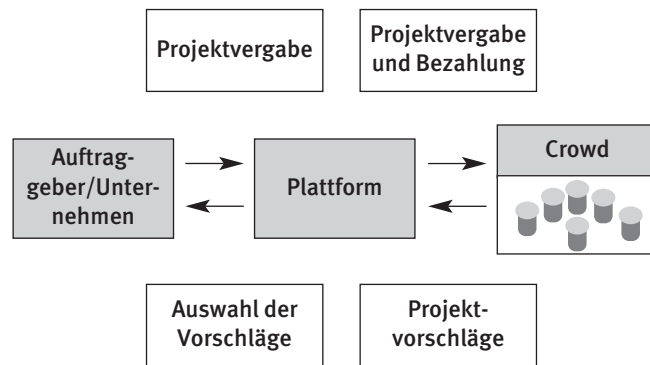 Projektvergabe
Projektvergabe
und Bezahlung
Auftrag-
geber/Unter-
nehmen
Plattform
Crowd
Auswahl der
Vorschläge
Projekt-
vorschläge